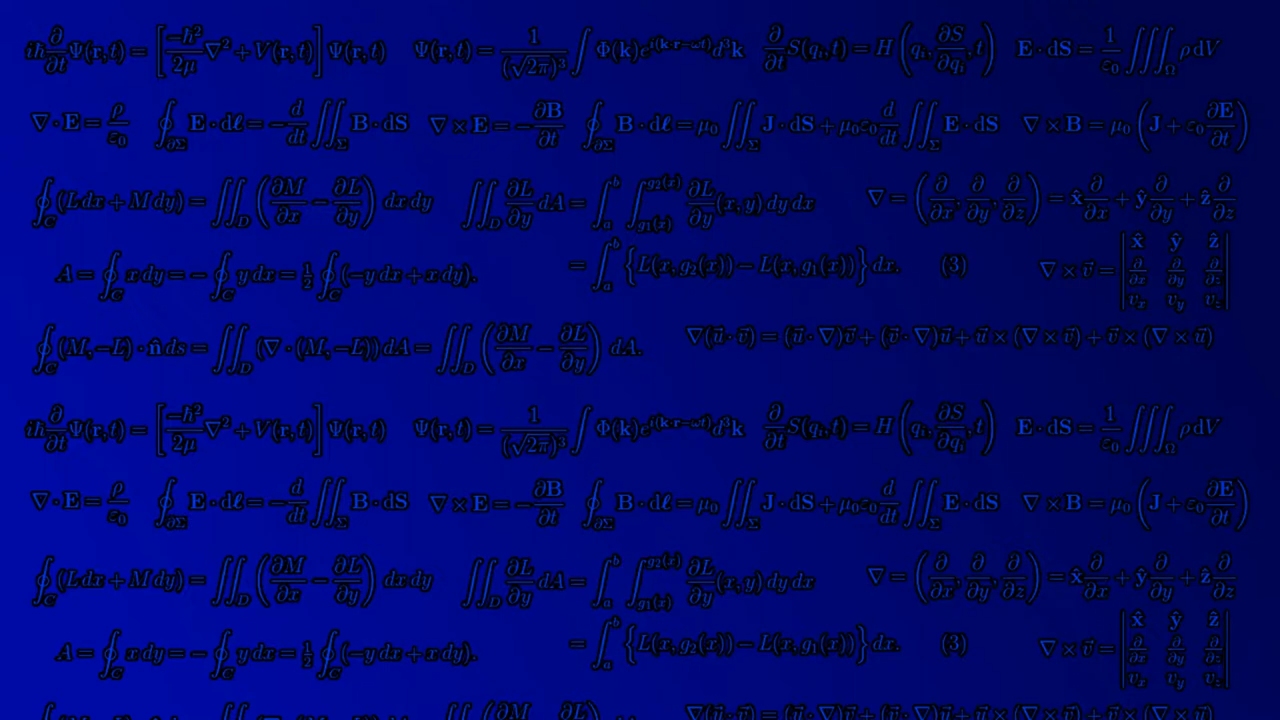 iħ ∂/∂t Ψ(r,t) = [−ħ²/2μ ∇² + V(r,t)] Ψ(r,t)   Ψ(r,t) = 1/(√2π)³ ∫ Φ(k)e^{i(k·r−ωt)} d³k   ∂/∂t S(qᵢ,t) = H(qᵢ, ∂S/∂qᵢ, t)   E · dS = 1/ε₀ ∭_Ω ρ dV
∇ · E = ρ/ε₀   ∮_∂Σ E · dℓ = −d/dt ∬_Σ B · dS   ∇ × E = −∂B/∂t   ∮_∂Σ B · dℓ = μ₀ ∬_Σ J · dS + μ₀ε₀ d/dt ∬_Σ E · dS   ∇ × B = μ₀ (J + ε₀ ∂E/∂t)
∮_C (L dx + M dy) = ∬_D (∂M/∂x − ∂L/∂y) dx dy   ∬_D ∂L/∂y dA = ∫_a^b ∫_{g₁(x)}^{g₂(x)} ∂L/∂y (x,y) dy dx   ∇ = (∂/∂x, ∂/∂y, ∂/∂z) = x̂ ∂/∂x + ŷ ∂/∂y + ẑ ∂/∂z
A = ∮_C x dy = −∮_C y dx = ½ ∮_C (−y dx + x dy).   = ∫_a^b {L(x,g₂(x)) − L(x,g₁(x))} dx.   (3)   ∇ × v⃗ = |x̂ ŷ ẑ; ∂/∂x ∂/∂y ∂/∂z; v_x v_y v_z|
∮_C (M,−L) · n̂ ds = ∬_D (∇ · (M,−L)) dA = ∬_D (∂M/∂x − ∂L/∂y) dA.   ∇(u⃗ · v⃗) = (u⃗ · ∇)v⃗ + (v⃗ · ∇)u⃗ + u⃗ × (∇ × v⃗) + v⃗ × (∇ × u⃗)
iħ ∂/∂t Ψ(r,t) = [−ħ²/2μ ∇² + V(r,t)] Ψ(r,t)   Ψ(r,t) = 1/(√2π)³ ∫ Φ(k)e^{i(k·r−ωt)} d³k   ∂/∂t S(qᵢ,t) = H(qᵢ, ∂S/∂qᵢ, t)   E · dS = 1/ε₀ ∭_Ω ρ dV
∇ · E = ρ/ε₀   ∮_∂Σ E · dℓ = −d/dt ∬_Σ B · dS   ∇ × E = −∂B/∂t   ∮_∂Σ B · dℓ = μ₀ ∬_Σ J · dS + μ₀ε₀ d/dt ∬_Σ E · dS   ∇ × B = μ₀ (J + ε₀ ∂E/∂t)
∮_C (L dx + M dy) = ∬_D (∂M/∂x − ∂L/∂y) dx dy   ∬_D ∂L/∂y dA = ∫_a^b ∫_{g₁(x)}^{g₂(x)} ∂L/∂y (x,y) dy dx   ∇ = (∂/∂x, ∂/∂y, ∂/∂z) = x̂ ∂/∂x + ŷ ∂/∂y + ẑ ∂/∂z
A = ∮_C x dy = −∮_C y dx = ½ ∮_C (−y dx + x dy).   = ∫_a^b {L(x,g₂(x)) − L(x,g₁(x))} dx.   (3)   ∇ × v⃗ = |x̂ ŷ ẑ; ∂/∂x ∂/∂y ∂/∂z; v_x v_y v_z|